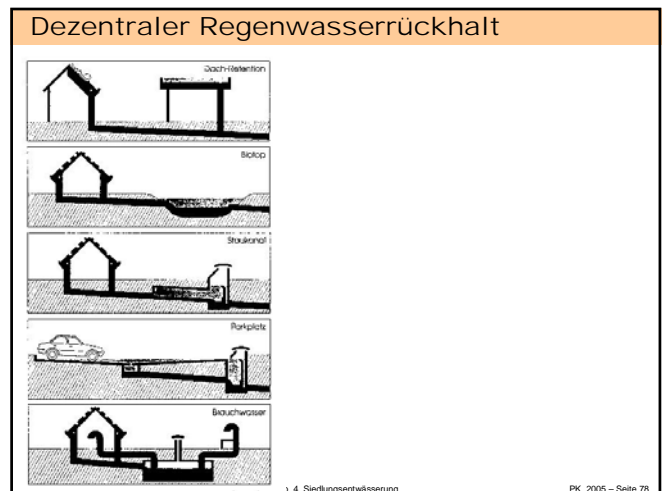 Dezentraler Regenwasserrückhalt
Dach-Retention
Biotop
Staukanal
Parkplatz
Brauchwasser
4 Siedlungsentwässerung
PK, 2005 – Seite 78